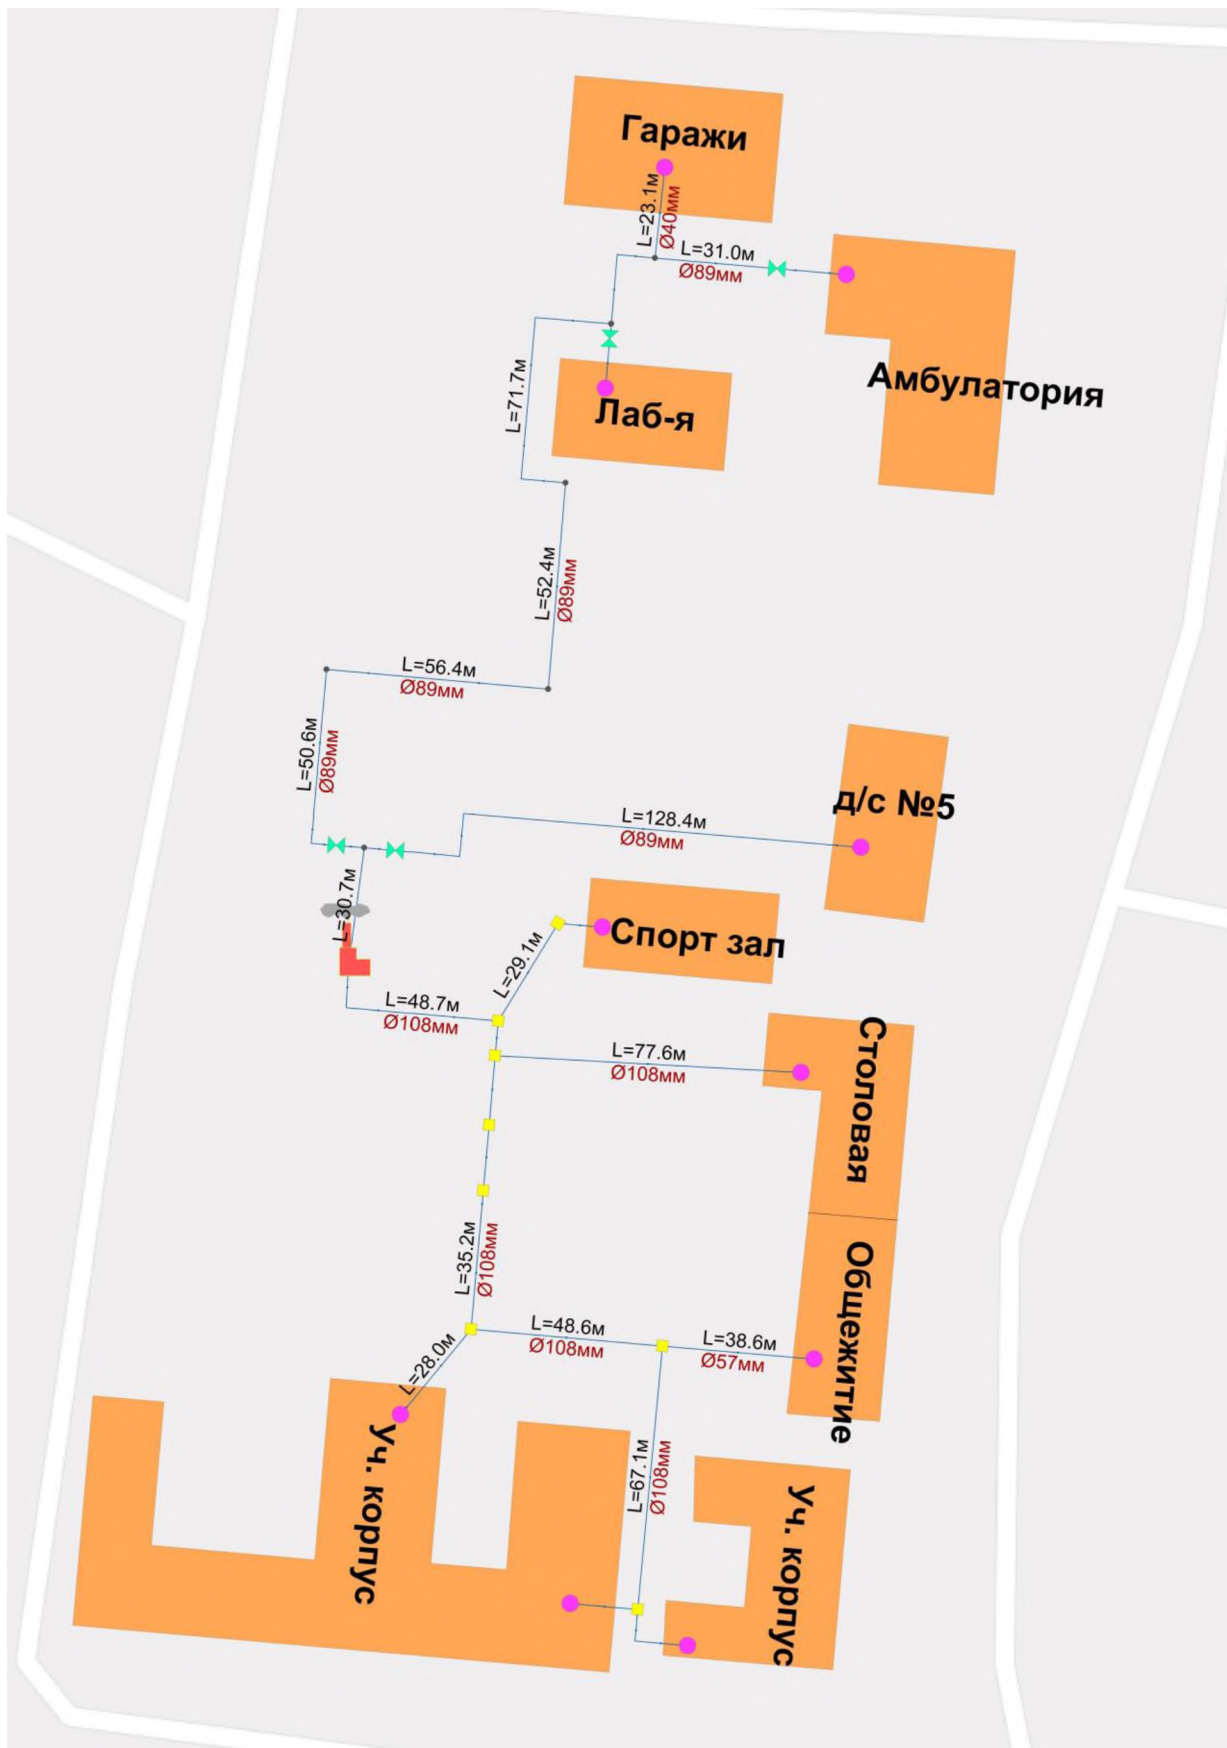 Гаражи
L=23.1м
Ø40мм
L=31.0м
Ø89мм
Амбулатория
L=71.7м
Лаб-я
L=52.4м
Ø89мм
L=56.4м
Ø89мм
L=50.6м
Ø89мм
д/с №5
L=128.4м
Ø89мм
L=30.7м
Спорт зал
L=29.1м
L=48.7м
Ø108мм
L=77.6м
Ø108мм
Столовая
L=35.2м
Ø108мм
Общежитие
L=48.6м
Ø108мм
L=38.6м
Ø57мм
L=28.0м
Уч. корпус
L=67.1м
Ø108мм
Уч. корпус